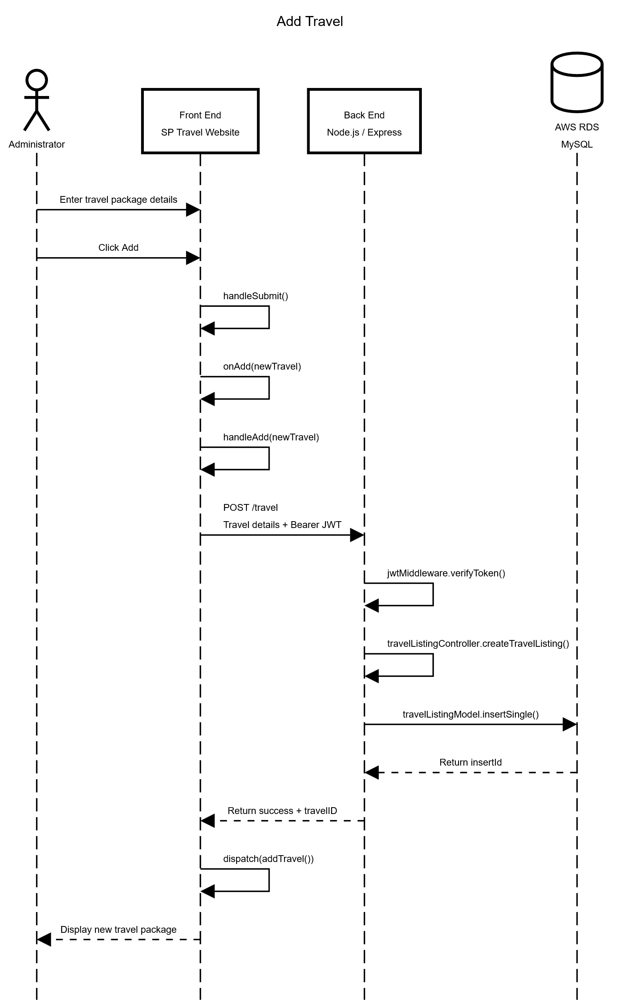 Add Travel
Administrator
Front End
SP Travel Website
Back End
Node.js / Express
AWS RDS
MySQL
Enter travel package details
Click Add
handleSubmit()
onAdd(newTravel)
handleAdd(newTravel)
POST /travel
Travel details + Bearer JWT
jwtMiddleware.verifyToken()
travelListingController.createTravelListing()
travelListingModel.insertSingle()
Return insertId
Return success + travelID
dispatch(addTravel())
Display new travel package